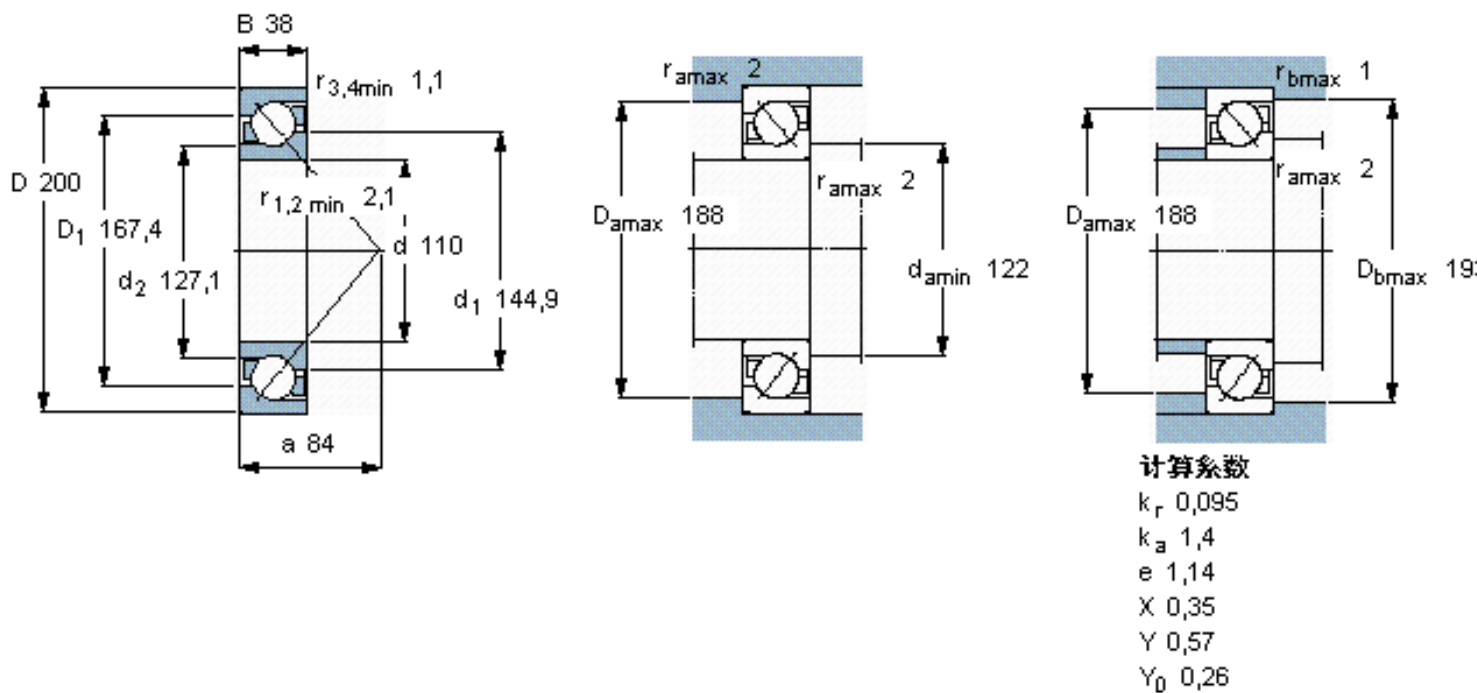 B 38
r3,4min 1,1
D 200
D1 167,4
d2 127,1
r1,2 min 2,1
d 110
d1 144,9
a 84
ramax 2
ramax 2
Damax 188
damin 122
rbmax 1
ramax 2
Damax 188
Dbmax 193
计算系数
kr 0,095
ka 1,4
e 1,14
X 0,35
Y 0,57
Y0 0,26